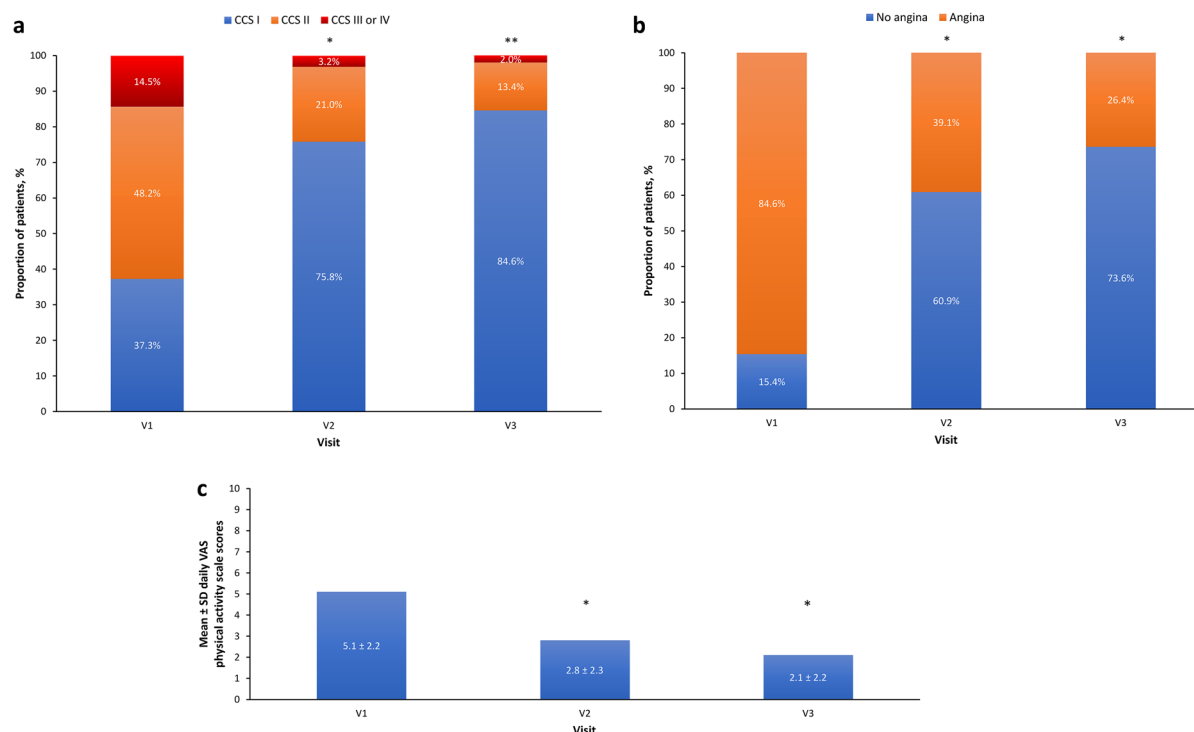 a
CCS I CCS II CCS III or IV
* **
Proportion of patients, %
100
90
80
70
60
50
40
30
20
10
0
14.5%
48.2%
37.3%
3.2%
21.0%
75.8%
2.0%
13.4%
84.6%
V1 V2 V3
Visit
b
No angina Angina
* *
Proportion of patients, %
100
90
80
70
60
50
40
30
20
10
0
84.6%
15.4%
39.1%
60.9%
26.4%
73.6%
V1 V2 V3
Visit
c
Mean ± SD daily VAS
physical activity scale scores
10
9
8
7
6
5
4
3
2
1
0
* *
5.1 ± 2.2
2.8 ± 2.3
2.1 ± 2.2
V1 V2 V3
Visit